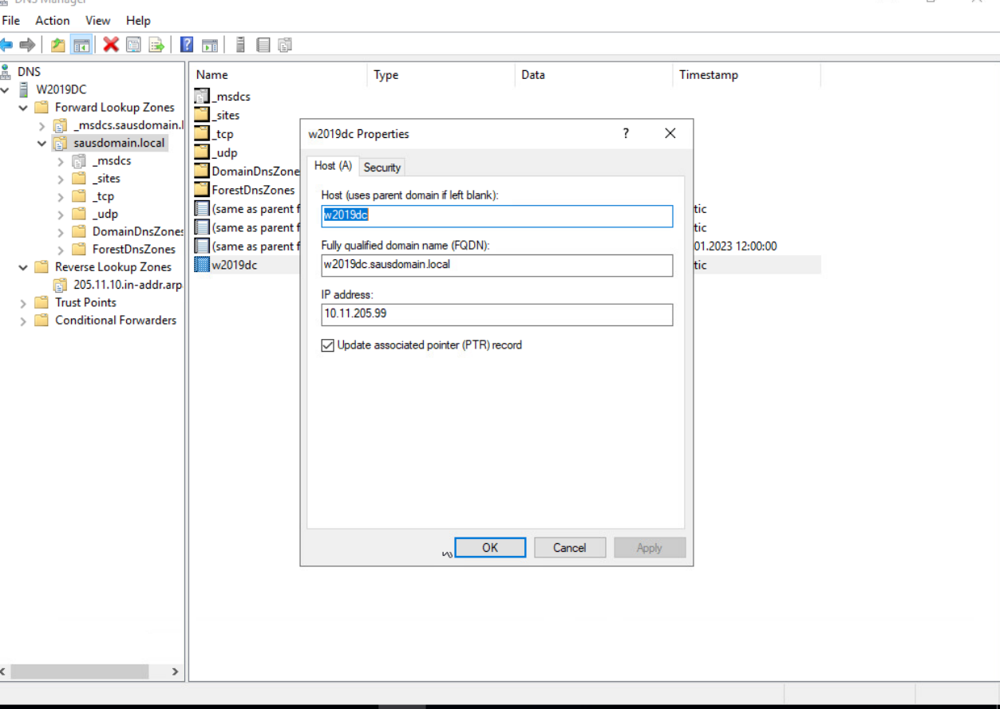 DNS Manager
File Action View Help
DNS
W2019DC
Forward Lookup Zones
_msdcs.sausdomain.l
sausdomain.local
_msdcs
_sites
_tcp
_udp
DomainDnsZones
ForestDnsZones
Reverse Lookup Zones
205.11.10.in-addr.arp
Trust Points
Conditional Forwarders
Name Type Data Timestamp
_msdcs
_sites
_tcp
_udp
DomainDnsZone
ForestDnsZones
(same as parent f tic
(same as parent f tic
(same as parent f 01.2023 12:00:00
w2019dc tic
w2019dc Properties ?
Host (A) Security
Host (uses parent domain if left blank):
w2019dc
Fully qualified domain name (FQDN):
w2019dc.sausdomain.local
IP address:
10.11.205.99
Update associated pointer (PTR) record
OK Cancel Apply